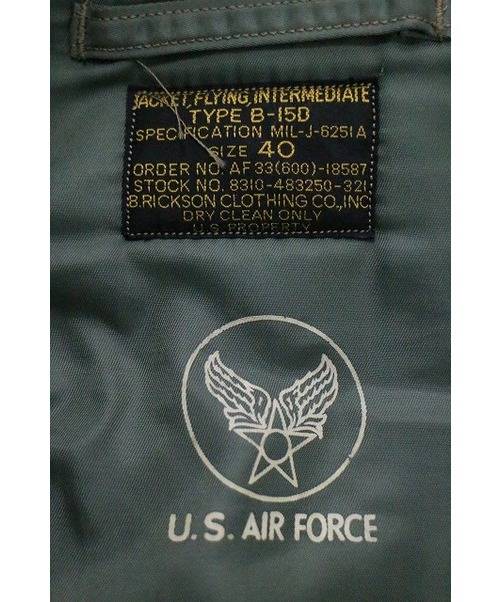 JACKET, FLYING, INTERMEDIATE
TYPE B-15D
SPECIFICATION MIL-J-6251A
SIZE 40
ORDER NO. AF 33(600)-18587
STOCK NO. 8310-483250-321
B.RICKSON CLOTHING CO., INC.
DRY CLEAN ONLY
U.S. PROPERTY
U.S. AIR FORCE